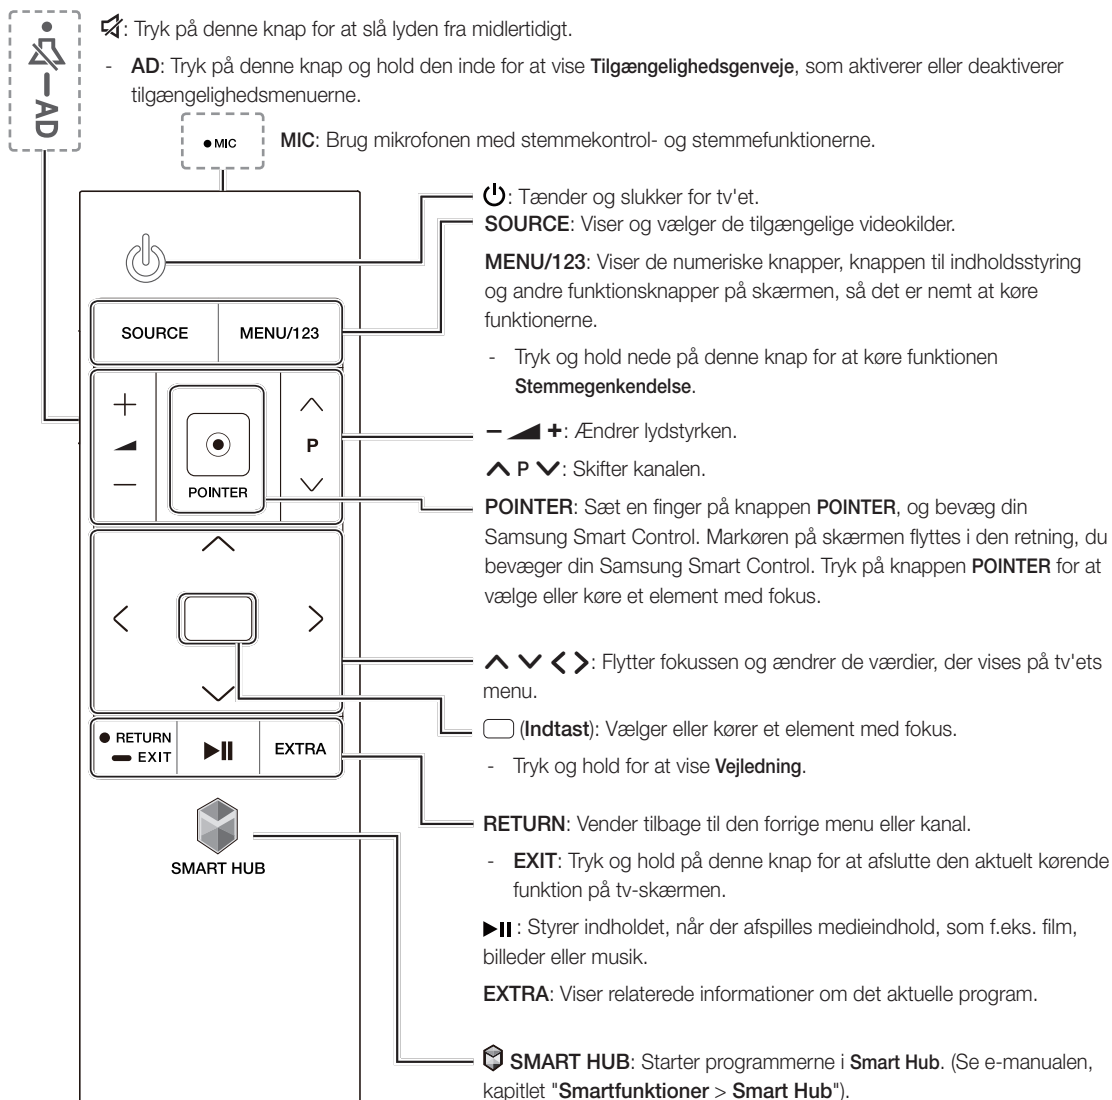 : Tryk på denne knap for at slå lyden fra midlertidigt.
- AD: Tryk på denne knap og hold den inde for at vise Tilgængelighedsgenveje, som aktiverer eller deaktiverer
tilgængelighedsmenuerne.
AD
MIC
MIC: Brug mikrofonen med stemmekontrol- og stemmefunktionerne.
: Tænder og slukker for tv'et.
SOURCE: Viser og vælger de tilgængelige videokilder.
MENU/123: Viser de numeriske knapper, knappen til indholdsstyring
og andre funktionsknapper på skærmen, så det er nemt at køre
funktionerne.
- Tryk og hold nede på denne knap for at køre funktionen
Stemmegenkendelse.
SOURCE
MENU/123
+
P
—
POINTER
− +: Ændrer lydstyrken.
P : Skifter kanalen.
POINTER: Sæt en finger på knappen POINTER, og bevæg din
Samsung Smart Control. Markøren på skærmen flyttes i den retning, du
bevæger din Samsung Smart Control. Tryk på knappen POINTER for at
vælge eller køre et element med fokus.
: Flytter fokussen og ændrer de værdier, der vises på tv'ets
menu.
(Indtast): Vælger eller kører et element med fokus.
- Tryk og hold for at vise Vejledning.
RETURN
EXIT
EXTRA
SMART HUB
RETURN: Vender tilbage til den forrige menu eller kanal.
- EXIT: Tryk og hold på denne knap for at afslutte den aktuelt kørende
funktion på tv-skærmen.
: Styrer indholdet, når der afspilles medieindhold, som f.eks. film,
billeder eller musik.
EXTRA: Viser relaterede informationer om det aktuelle program.
SMART HUB: Starter programmerne i Smart Hub. (Se e-manualen,
kapitlet "Smartfunktioner > Smart Hub").